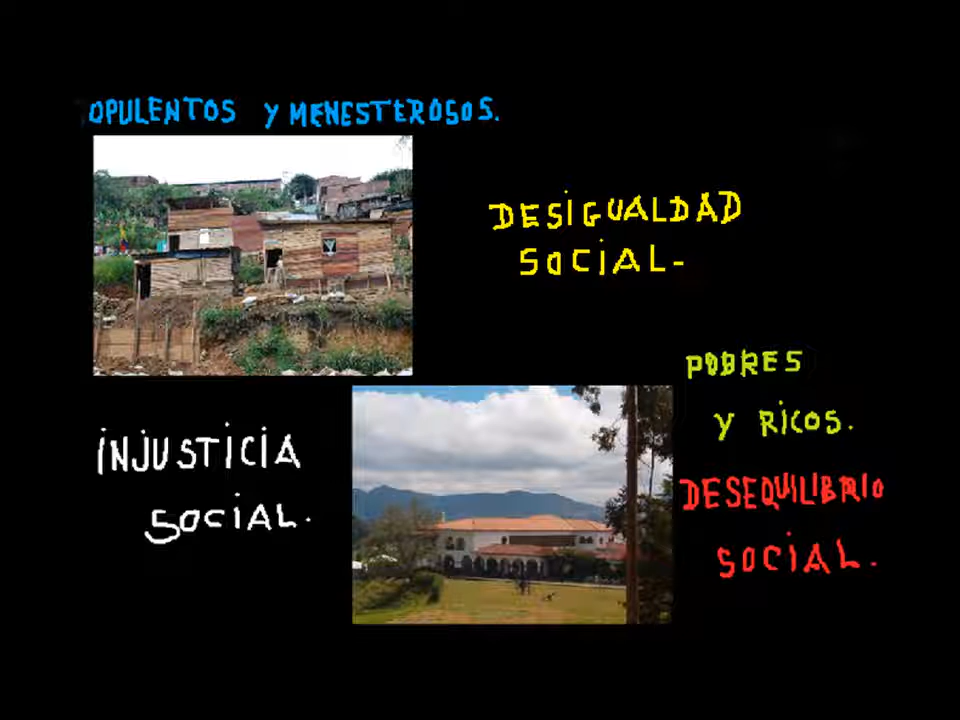 OPULENTOS Y MENESTEROSOS.
DESIGUALDAD
SOCIAL-
POBRES
Y RICOS.
INJUSTICIA
SOCIAL.
DESEQUILIBRIO
SOCIAL.